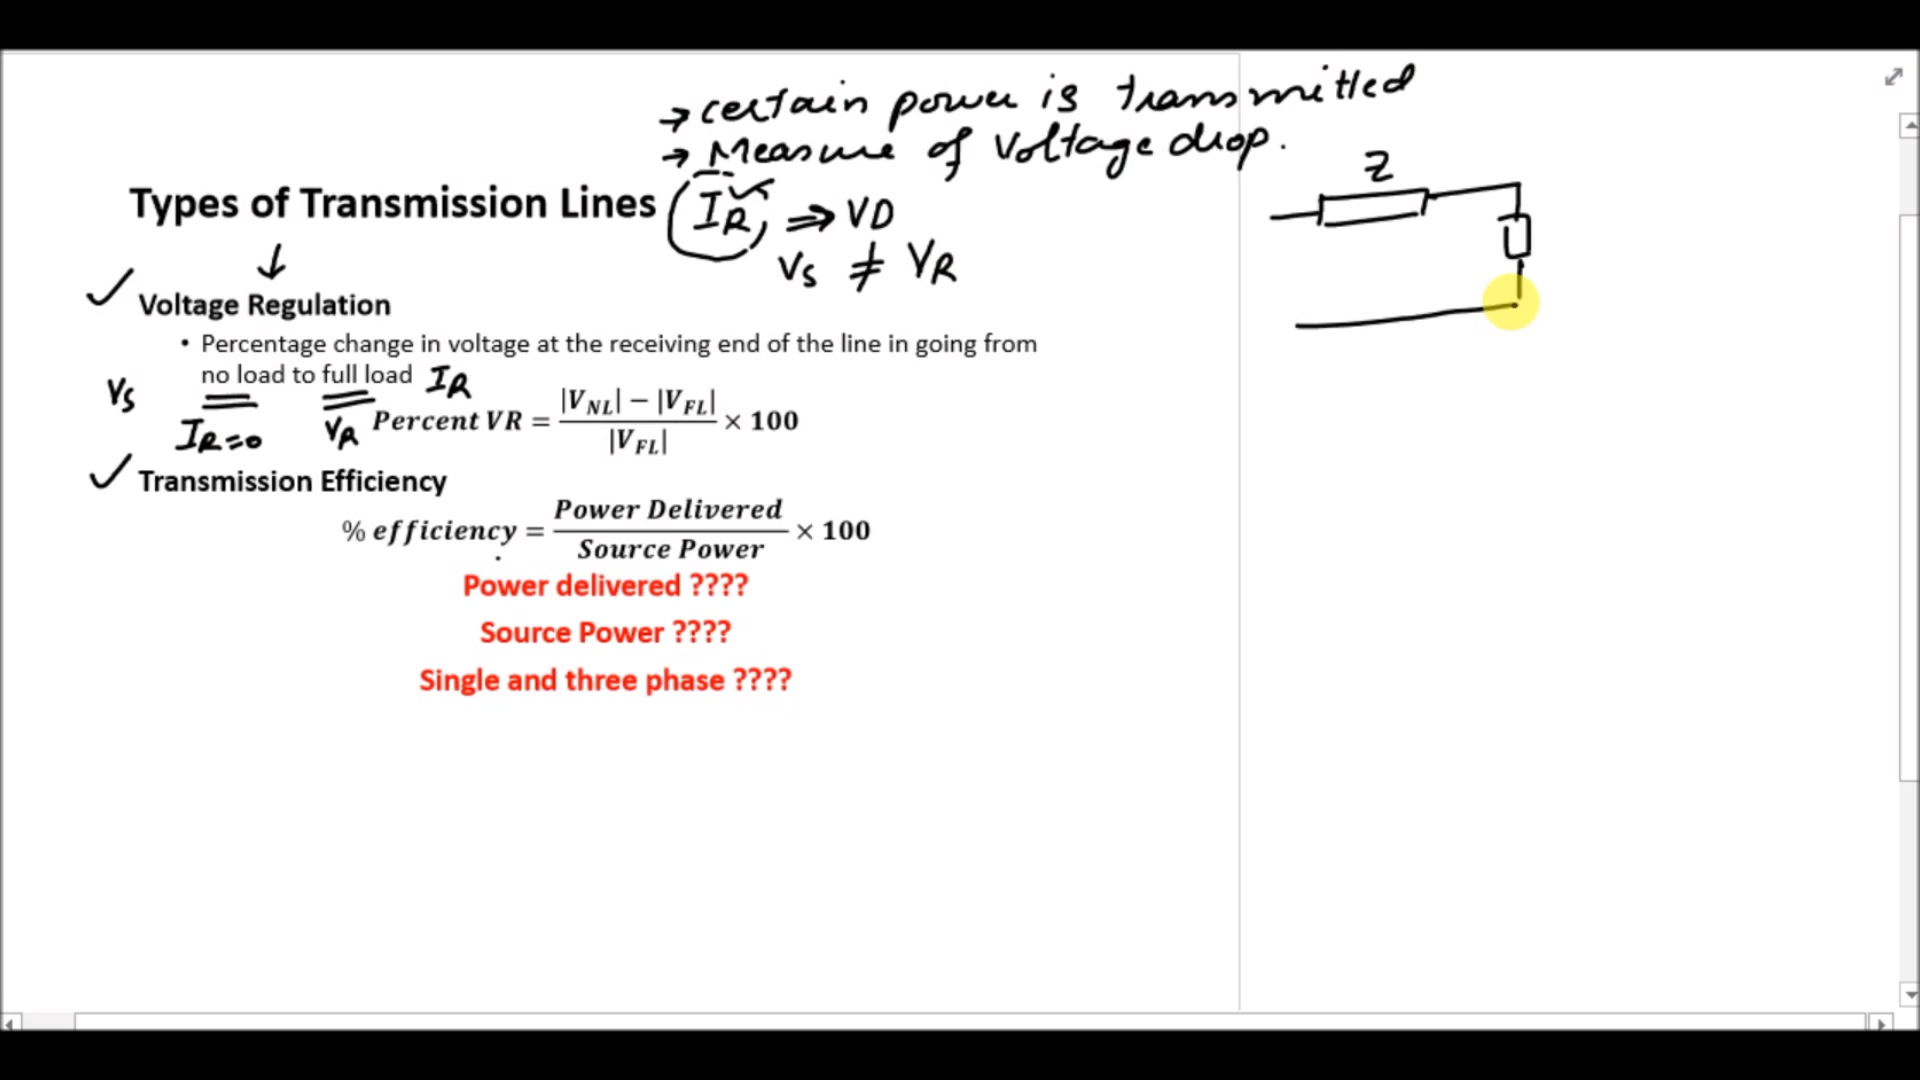 → certain power is transmitted
→ Measure of Voltage drop.
Z
Types of Transmission Lines
IR, ⇒ VD
Vs ≠ VR
Voltage Regulation
• Percentage change in voltage at the receiving end of the line in going from
no load to full load IR
Vs
IR=0 VR
Percent VR = |V_NL| − |V_FL| / |V_FL| × 100
Transmission Efficiency
% efficiency = Power Delivered / Source Power × 100
Power delivered ????
Source Power ????
Single and three phase ????